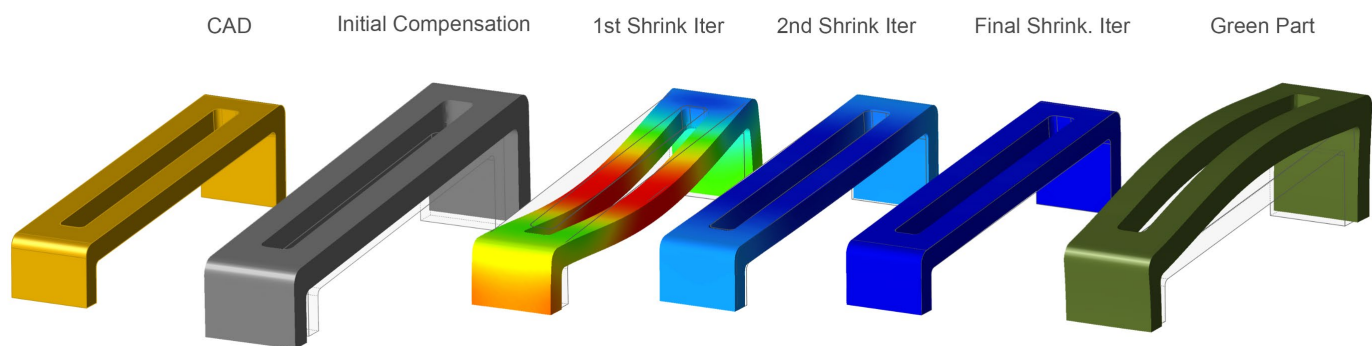 CAD
Initial Compensation
1st Shrink Iter
2nd Shrink Iter
Final Shrink. Iter
Green Part